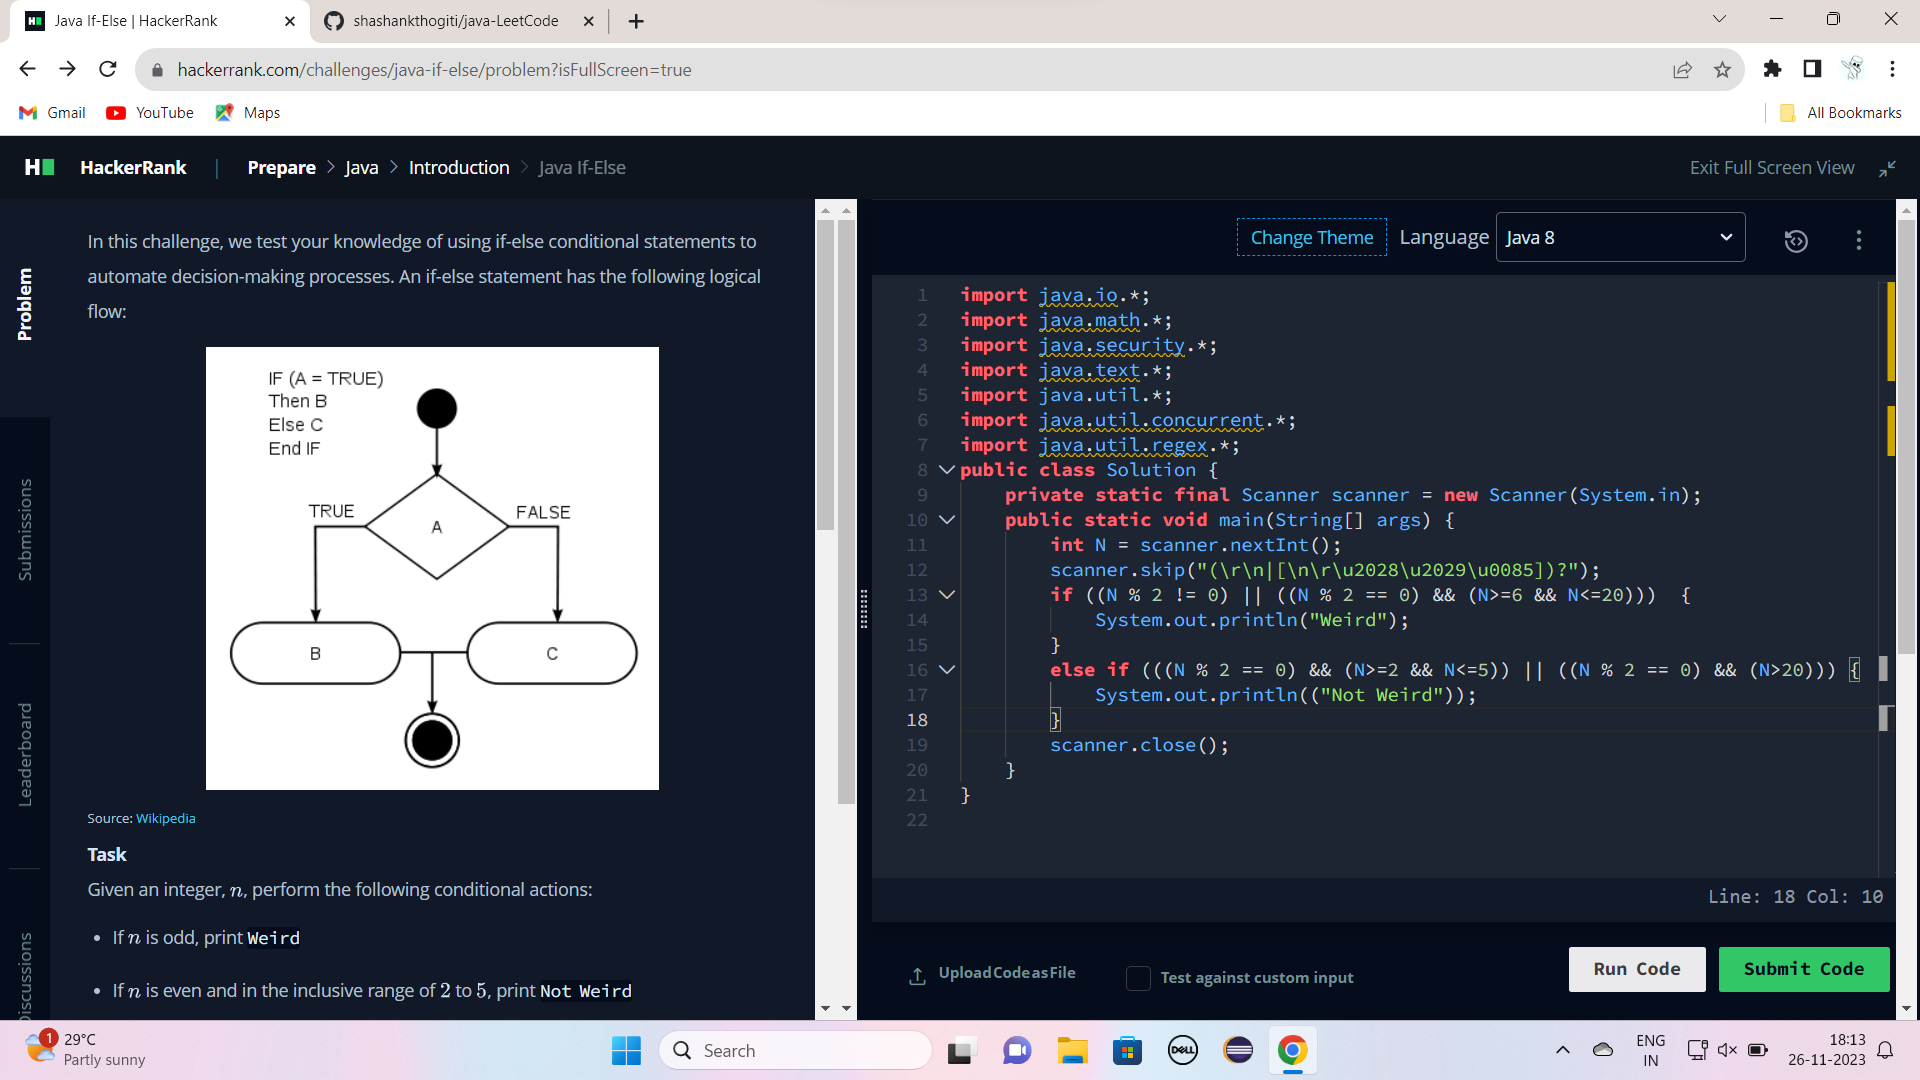 Java If-Else | HackerRank
shashankthogiti/java-LeetCode
hackerrank.com/challenges/java-if-else/problem?isFullScreen=true
Gmail
YouTube
Maps
All Bookmarks
HackerRank
Prepare > Java > Introduction > Java If-Else
Exit Full Screen View
Problem
Submissions
Leaderboard
Discussions
In this challenge, we test your knowledge of using if-else conditional statements to
automate decision-making processes. An if-else statement has the following logical
flow:
IF (A = TRUE)
Then B
Else C
End IF
TRUE
A
FALSE
B
C
Source: Wikipedia
Task
Given an integer, n, perform the following conditional actions:
• If n is odd, print Weird
• If n is even and in the inclusive range of 2 to 5, print Not Weird
Change Theme
Language
Java 8
1 import java.io.*;
2 import java.math.*;
3 import java.security.*;
4 import java.text.*;
5 import java.util.*;
6 import java.util.concurrent.*;
7 import java.util.regex.*;
8 public class Solution {
9 private static final Scanner scanner = new Scanner(System.in);
10 public static void main(String[] args) {
11 int N = scanner.nextInt();
12 scanner.skip("(\r\n|[\n\r\u2028\u2029\u0085])?");
13 if ((N % 2 != 0) || ((N % 2 == 0) && (N>=6 && N<=20)))  {
14 System.out.println("Weird");
15 }
16 else if (((N % 2 == 0) && (N>=2 && N<=5)) || ((N % 2 == 0) && (N>20))) {
17 System.out.println(("Not Weird"));
18 }
19 scanner.close();
20 }
21 }
22
Line: 18 Col: 10
Upload Code as File
Test against custom input
Run Code
Submit Code
1
29°C
Partly sunny
Search
DELL
ENG
IN
18:13
26-11-2023